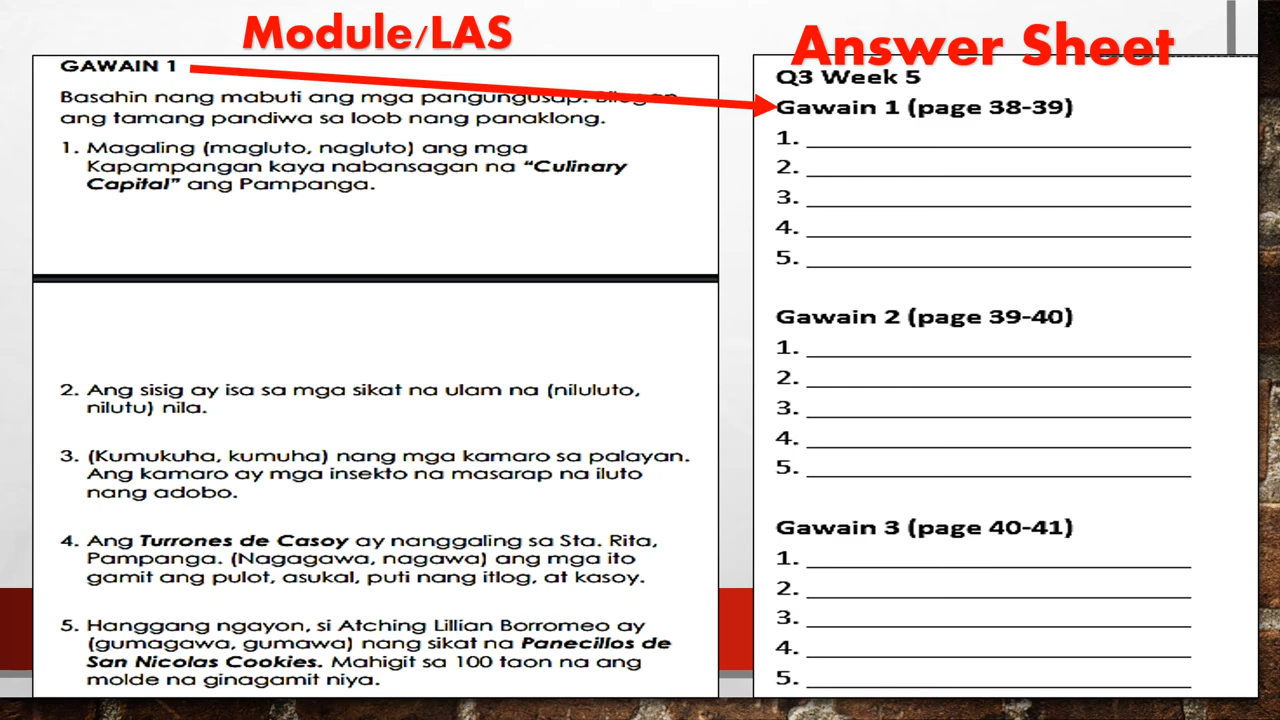 Module/LAS
GAWAIN 1
Basahin nang mabuti ang mga pangungusap. Bilugan
ang tamang pandiwa sa loob nang panaklong.
1. Magaling (magluto, nagluto) ang mga
Kapampangan kaya nabansagan na “Culinary
Capital” ang Pampanga.
2. Ang sisig ay isa sa mga sikat na ulam na (niluluto,
nilutu) nila.
3. (Kumukuha, kumuha) nang mga kamaro sa palayan.
Ang kamaro ay mga insekto na masarap na iluto
nang adobo.
4. Ang Turrones de Casoy ay nanggaling sa Sta. Rita,
Pampanga. (Nagagawa, nagawa) ang mga ito
gamit ang pulot, asukal, puti nang itlog, at kasoy.
5. Hanggang ngayon, si Atching Lillian Borromeo ay
(gumagawa, gumawa) nang sikat na Panecillos de
San Nicolas Cookies. Mahigit sa 100 taon na ang
molde na ginagamit niya.
Answer Sheet
Q3 Week 5
Gawain 1 (page 38-39)
1.
2.
3.
4.
5.
Gawain 2 (page 39-40)
1.
2.
3.
4.
5.
Gawain 3 (page 40-41)
1.
2.
3.
4.
5.